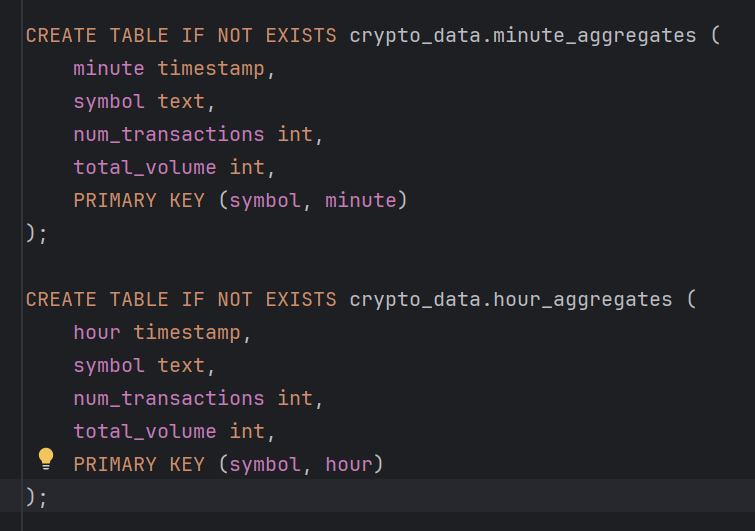 CREATE TABLE IF NOT EXISTS crypto_data.minute_aggregates (
    minute timestamp,
    symbol text,
    num_transactions int,
    total_volume int,
    PRIMARY KEY (symbol, minute)
);

CREATE TABLE IF NOT EXISTS crypto_data.hour_aggregates (
    hour timestamp,
    symbol text,
    num_transactions int,
    total_volume int,
    PRIMARY KEY (symbol, hour)
);